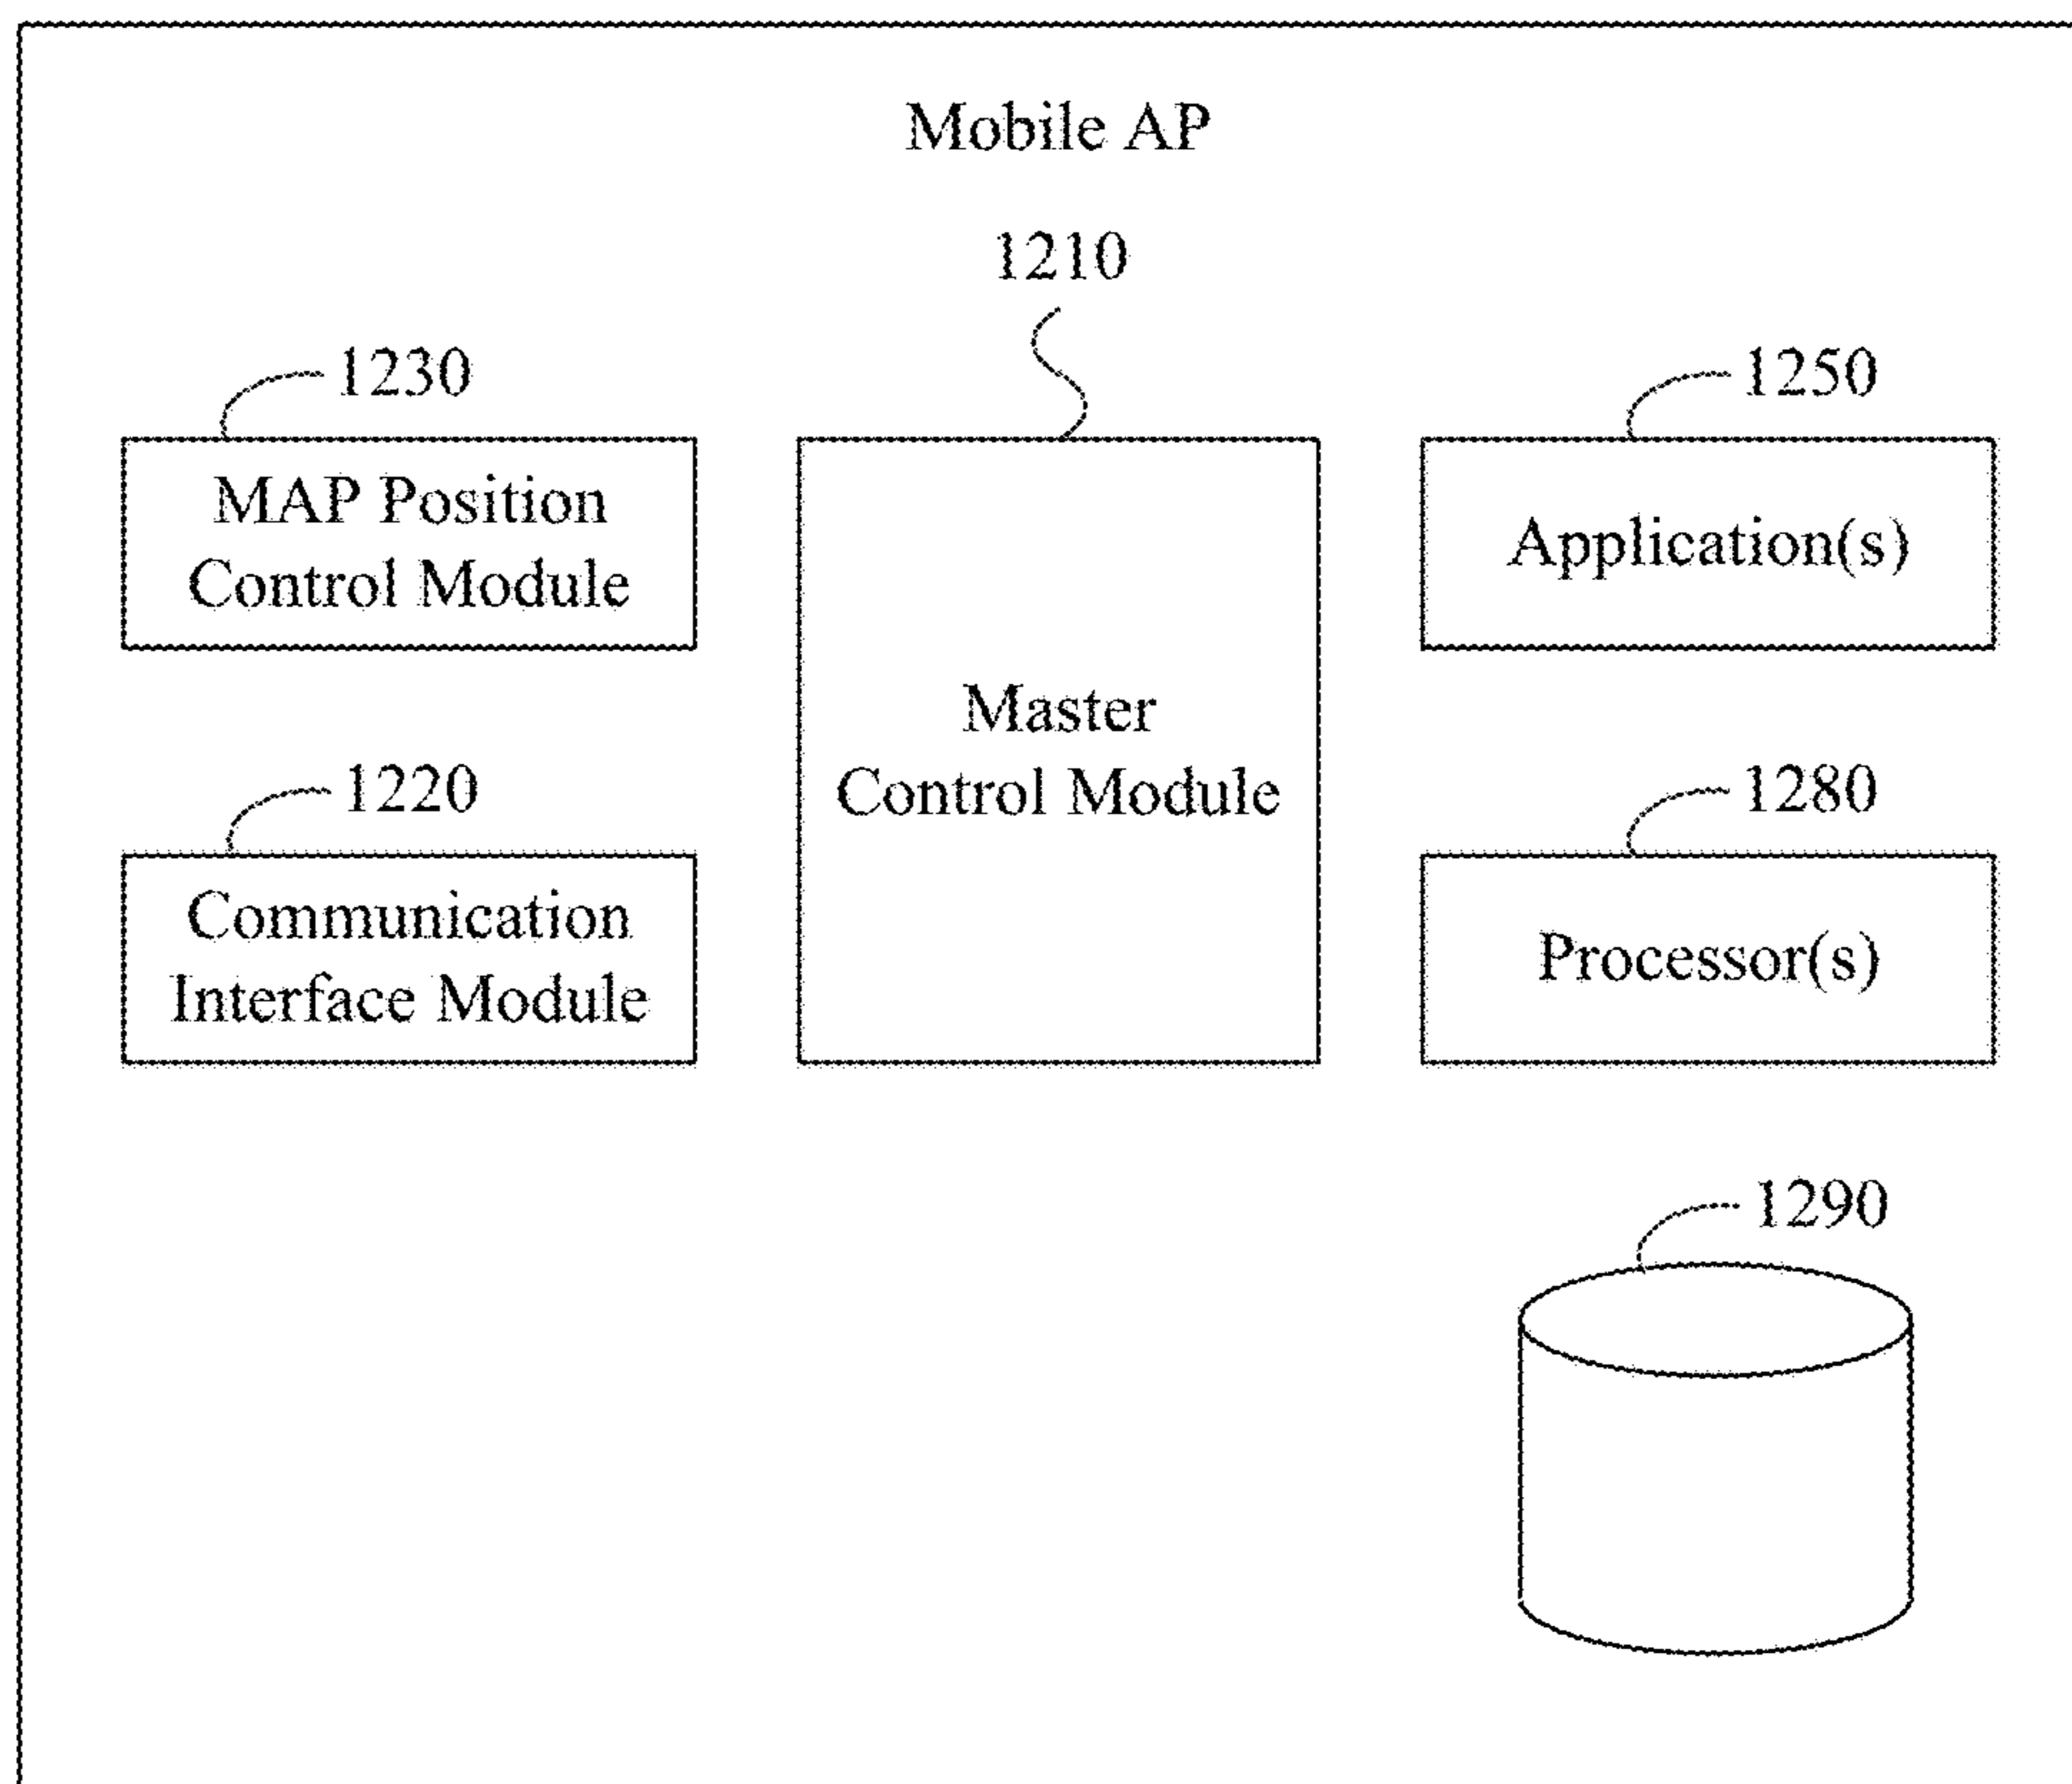 Mobile AP
1210
1230
1250
MAP Position
Control Module
Application(s)
Master
Control Module
1220
1280
Communication
Interface Module
Processor(s)
1290